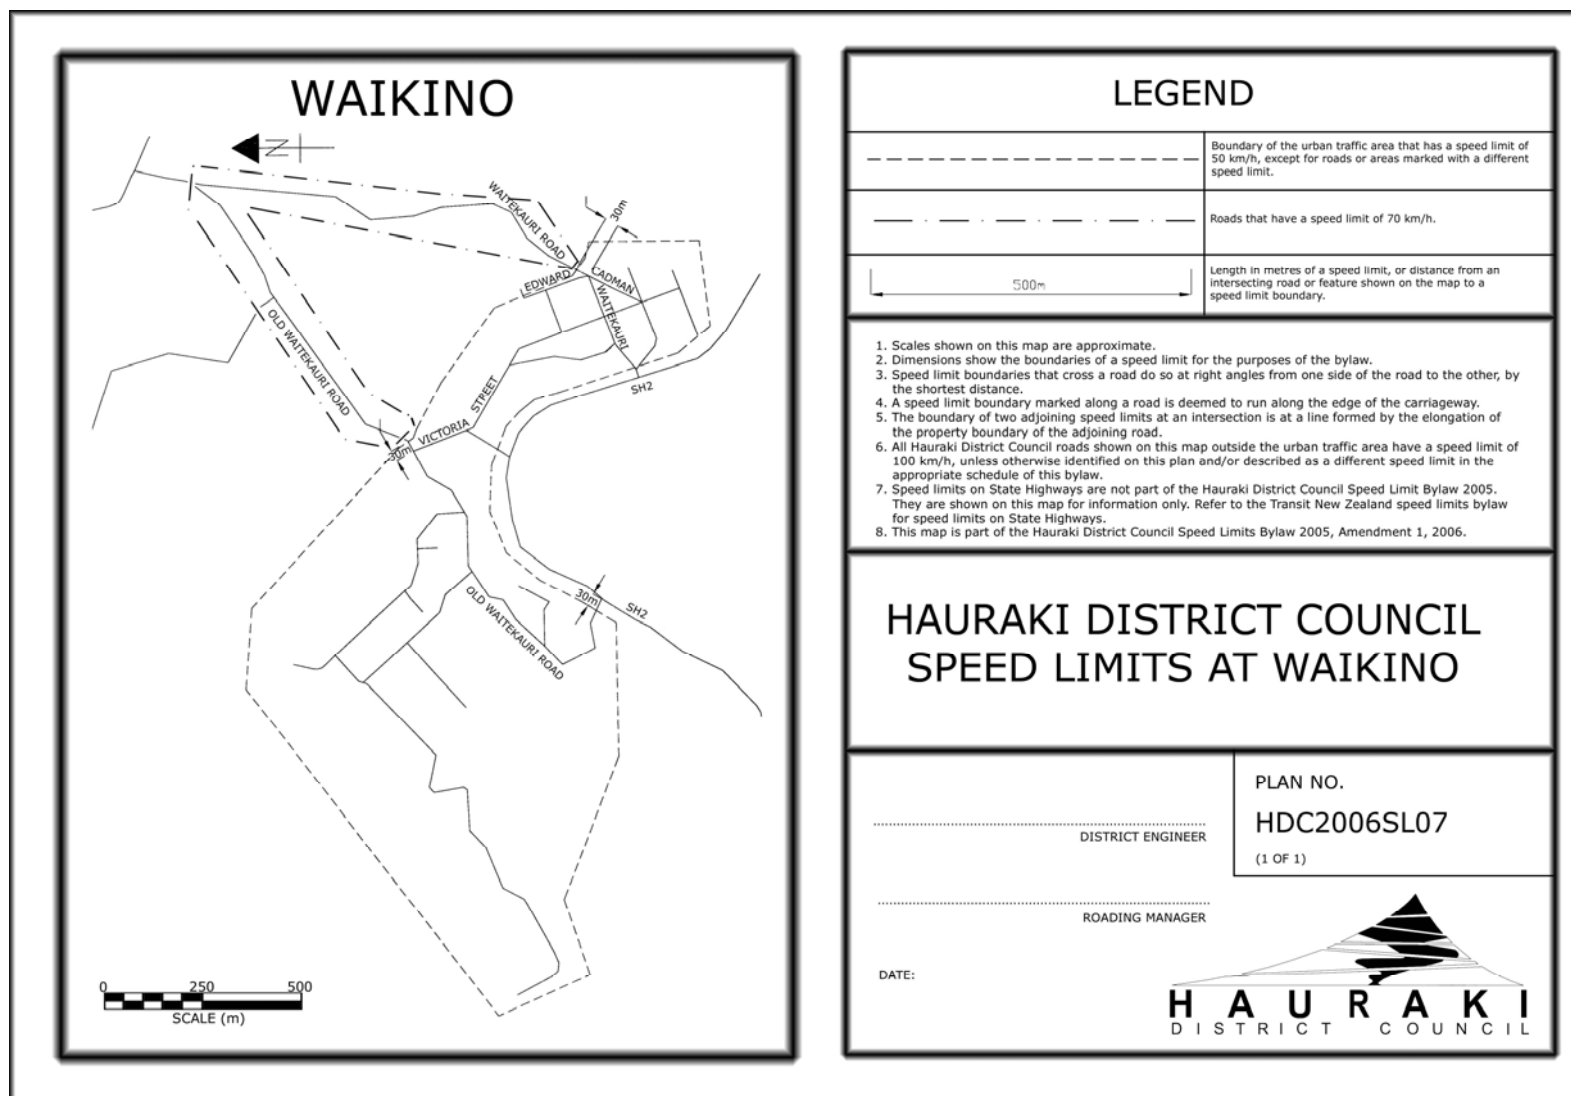 WAIKINO
N
WAITEKAURI ROAD
30m
EDWARD
CADMAN
WAITEKAURI
OLD WAITEKAURI ROAD
STREET
SH2
VICTORIA
30m
OLD WAITEKAURI ROAD
30m
SH2
0 250 500
SCALE (m)
LEGEND
Boundary of the urban traffic area that has a speed limit of
50 km/h, except for roads or areas marked with a different
speed limit.
Roads that have a speed limit of 70 km/h.
500m
Length in metres of a speed limit, or distance from an
intersecting road or feature shown on the map to a
speed limit boundary.
1. Scales shown on this map are approximate.
2. Dimensions show the boundaries of a speed limit for the purposes of the bylaw.
3. Speed limit boundaries that cross a road do so at right angles from one side of the road to the other, by
the shortest distance.
4. A speed limit boundary marked along a road is deemed to run along the edge of the carriageway.
5. The boundary of two adjoining speed limits at an intersection is at a line formed by the elongation of
the property boundary of the adjoining road.
6. All Hauraki District Council roads shown on this map outside the urban traffic area have a speed limit of
100 km/h, unless otherwise identified on this plan and/or described as a different speed limit in the
appropriate schedule of this bylaw.
7. Speed limits on State Highways are not part of the Hauraki District Council Speed Limit Bylaw 2005.
They are shown on this map for information only. Refer to the Transit New Zealand speed limits bylaw
for speed limits on State Highways.
8. This map is part of the Hauraki District Council Speed Limits Bylaw 2005, Amendment 1, 2006.
HAURAKI DISTRICT COUNCIL
SPEED LIMITS AT WAIKINO
DISTRICT ENGINEER
ROADING MANAGER
DATE:
PLAN NO.
HDC2006SL07
(1 OF 1)
HAURAKI
DISTRICT COUNCIL